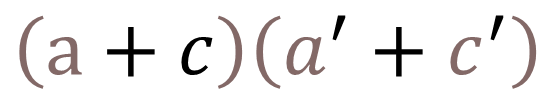 (a + c)(a′ + c′)